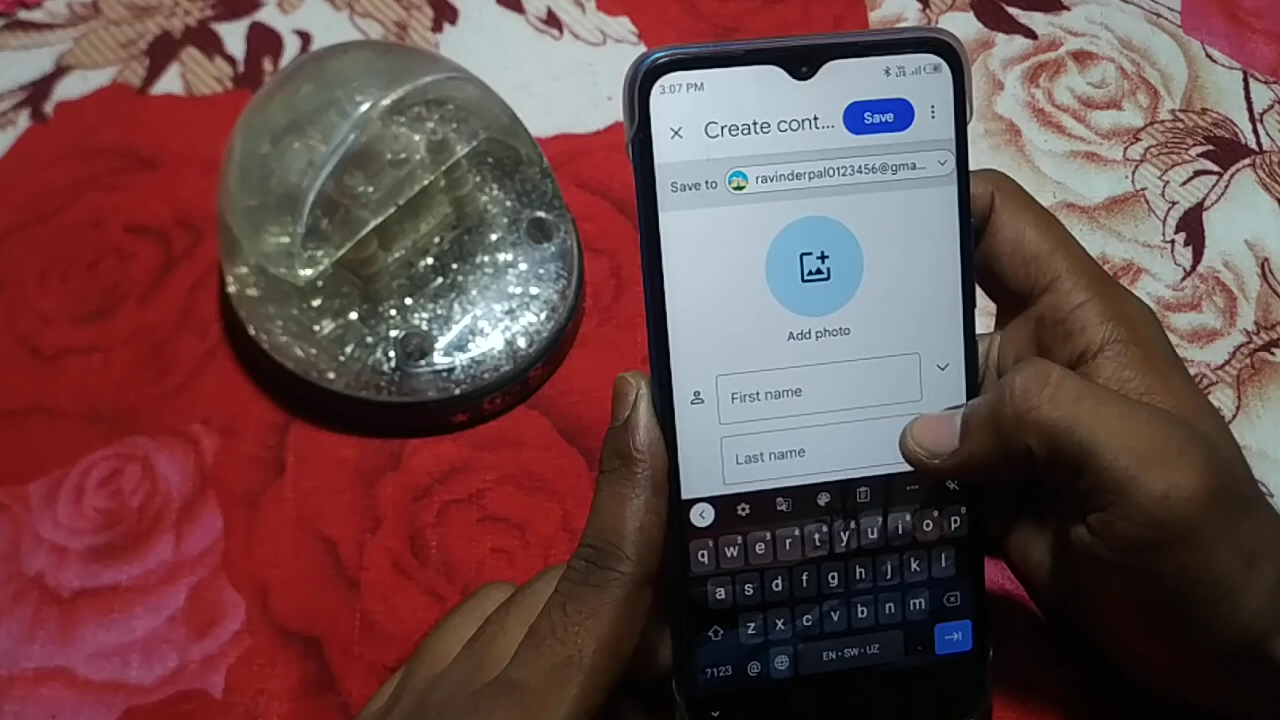 3:07 PM
Create cont... Save
Save to ravinderpal0123456@gma...
Add photo
First name
Last name
q w e r t y u i o p
a s d f g h j k l
z x c v b n m
?123 @ EN • SW • UZ .